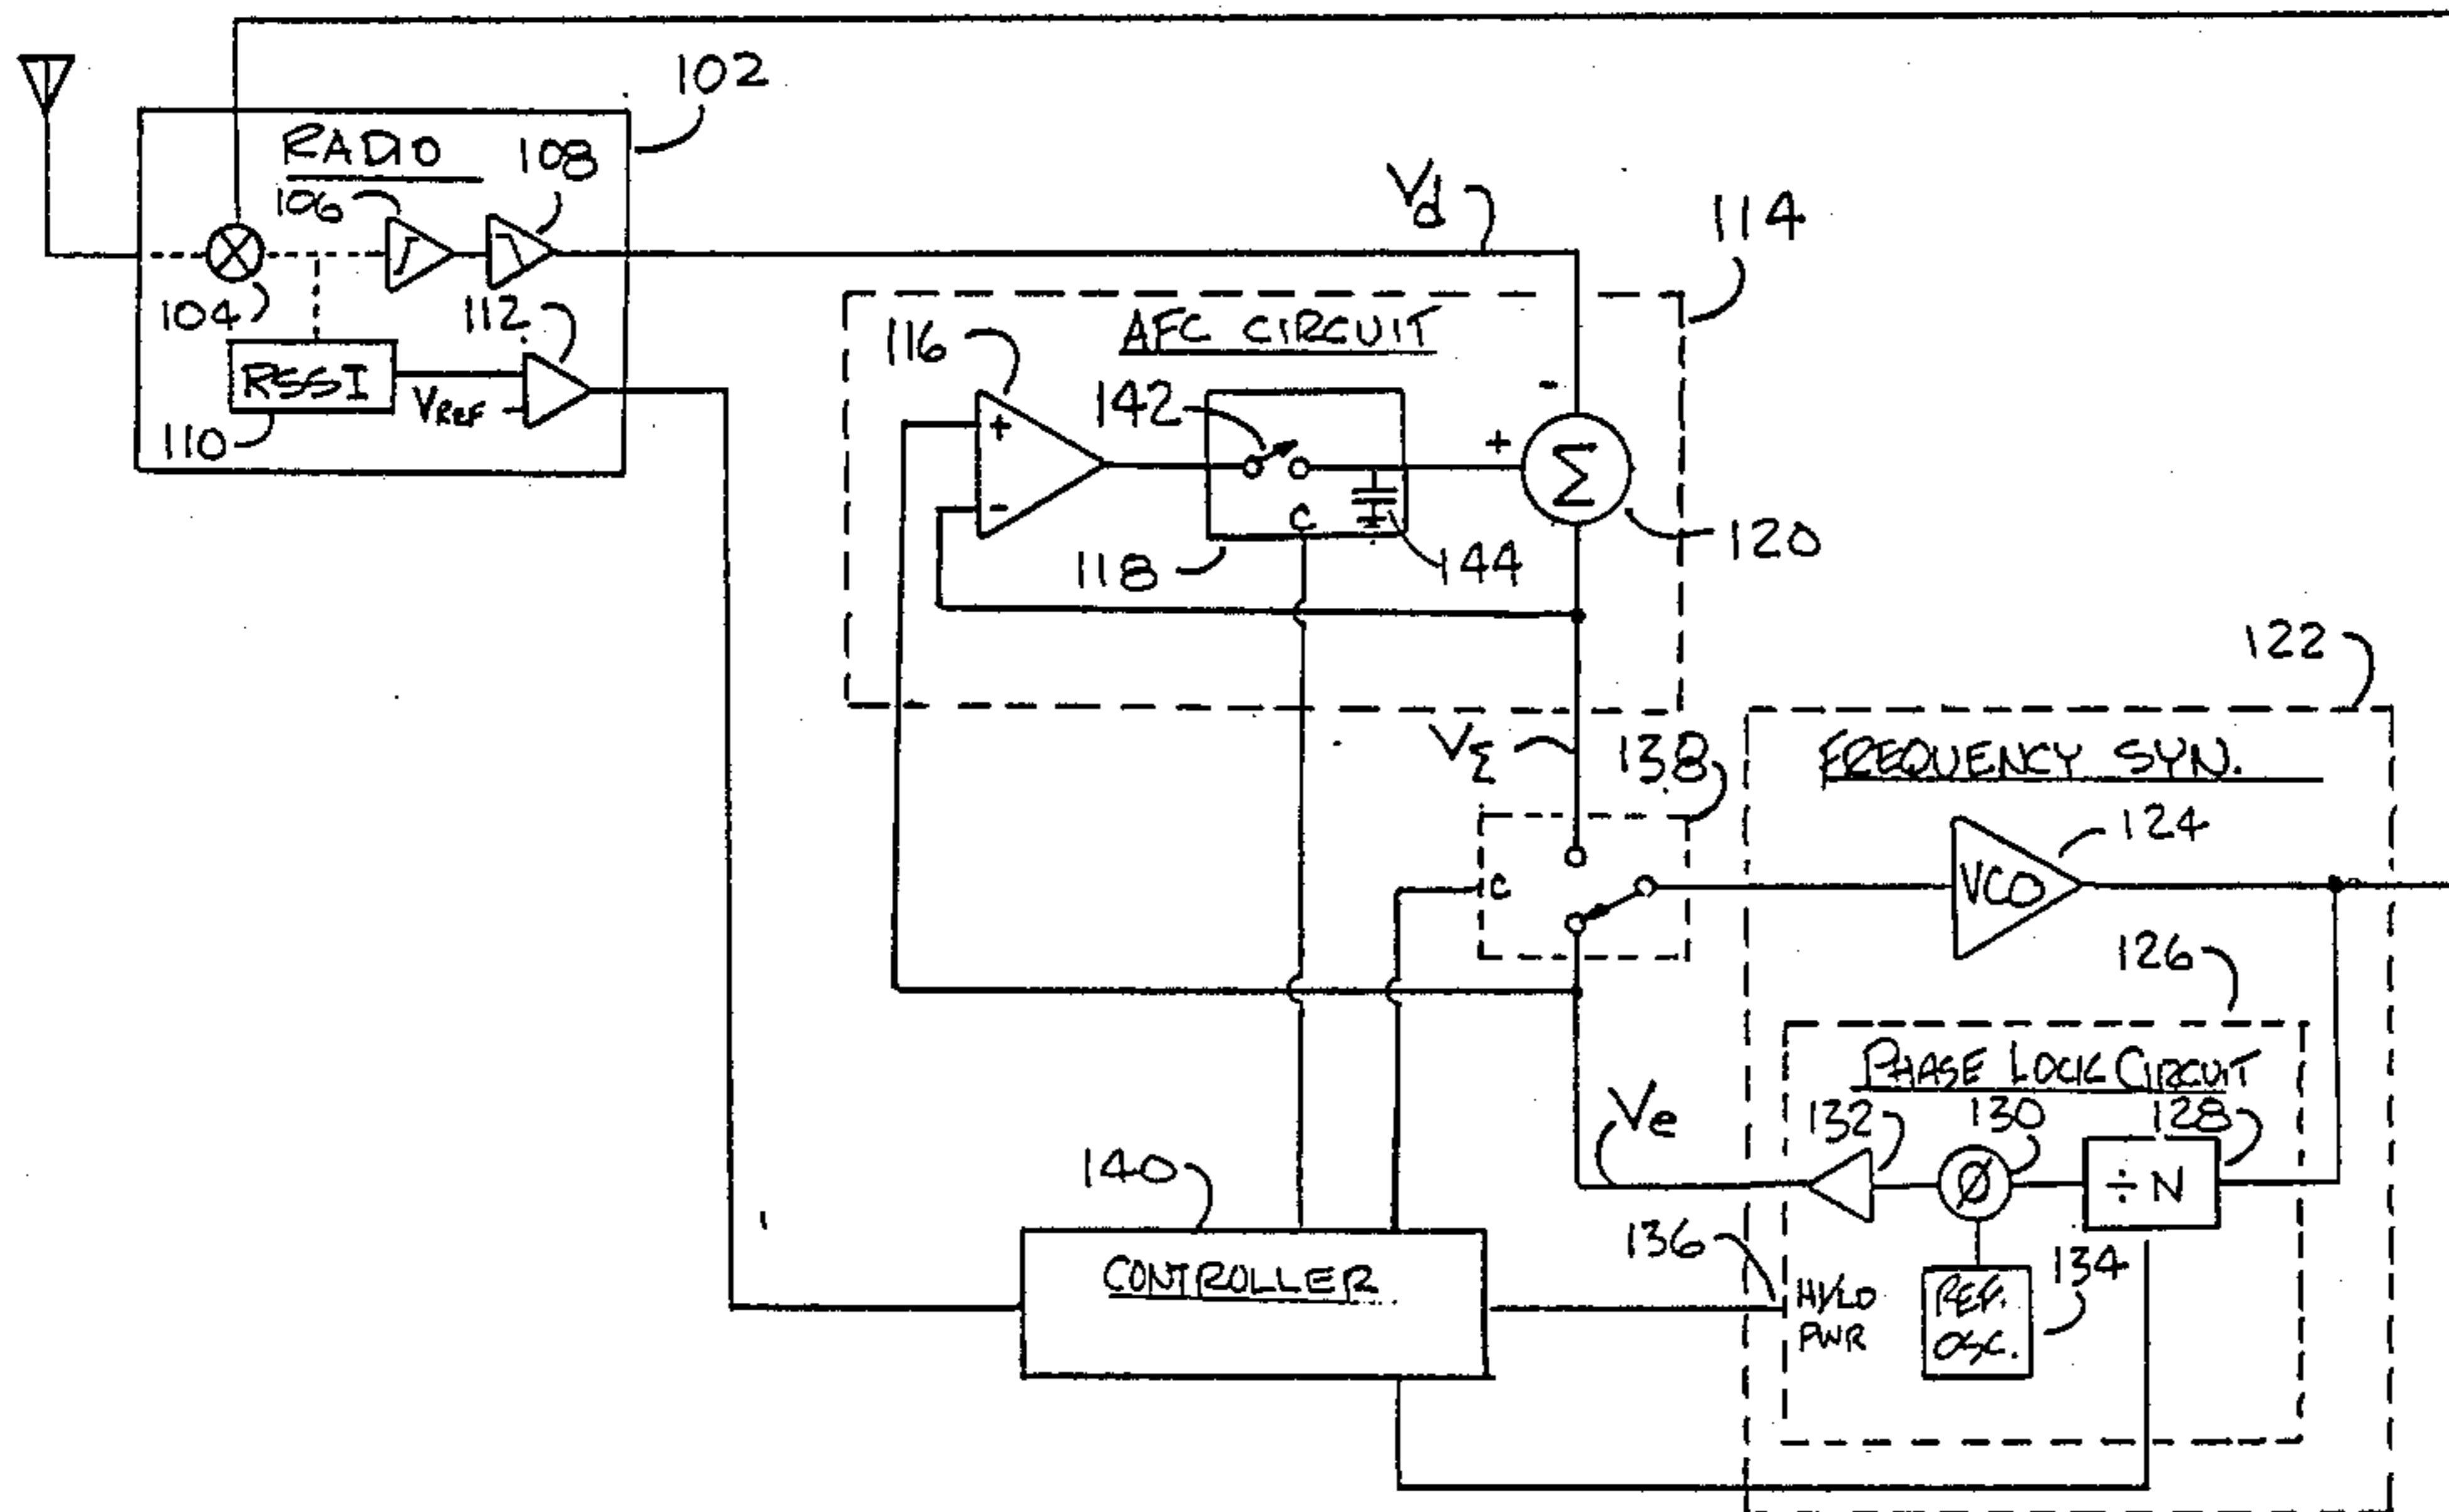 102
RADIO
106
108
104
112
RSSI
VREF
110
Vd
114
AFC CIRCUIT
116
142
+
-
-
+
Σ
C
118
144
120
VΣ
138
C
122
FREQUENCY SYN.
124
VCO
126
PHASE LOCK CIRCUIT
132
130
128
Ve
Ø
÷ N
136
HI/LO
PWR
REF.
OSC.
134
140
CONTROLLER